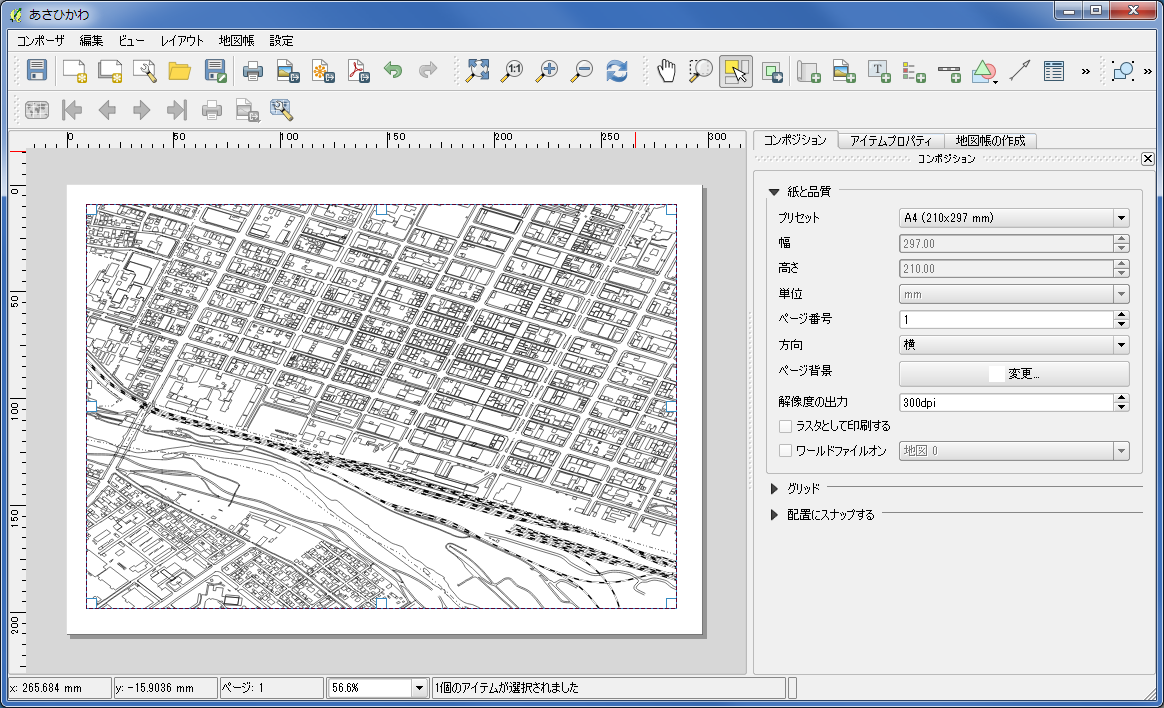 あさひかわ
コンポーザ 編集 ビュー レイアウト 地図帳 設定
1:1
T
»
»
0 50 100 150 200 250 300
0
50
100
150
200
コンポジション アイテムプロパティ 地図帳の作成
コンポジション
紙と品質
プリセット A4 (210x297 mm)
幅 297.00
高さ 210.00
単位 mm
ページ番号 1
方向 横
ページ背景 変更...
解像度の出力 300dpi
ラスタとして印刷する
ワールドファイルオン 地図 0
グリッド
配置にスナップする
x: 265.684 mm y: -15.9036 mm ページ: 1 56.6% 1個のアイテムが選択されました